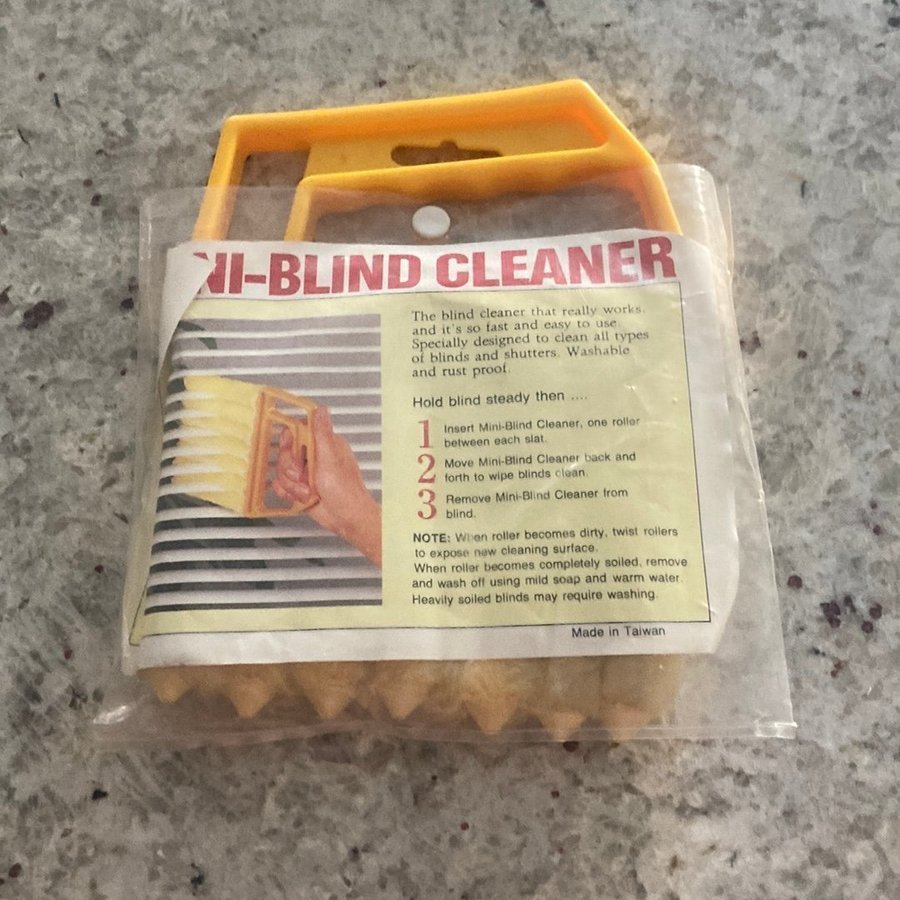 NI-BLIND CLEANER
The blind cleaner that really works,
and it's so fast and easy to use.
Specially designed to clean all types
of blinds and shutters. Washable
and rust proof.
Hold blind steady then ....
1 Insert Mini-Blind Cleaner, one roller
between each slat.
2 Move Mini-Blind Cleaner back and
forth to wipe blinds clean.
3 Remove Mini-Blind Cleaner from
blind.
NOTE: When roller becomes dirty, twist rollers
to expose new cleaning surface.
When roller becomes completely soiled, remove
and wash off using mild soap and warm water.
Heavily soiled blinds may require washing.
Made in Taiwan